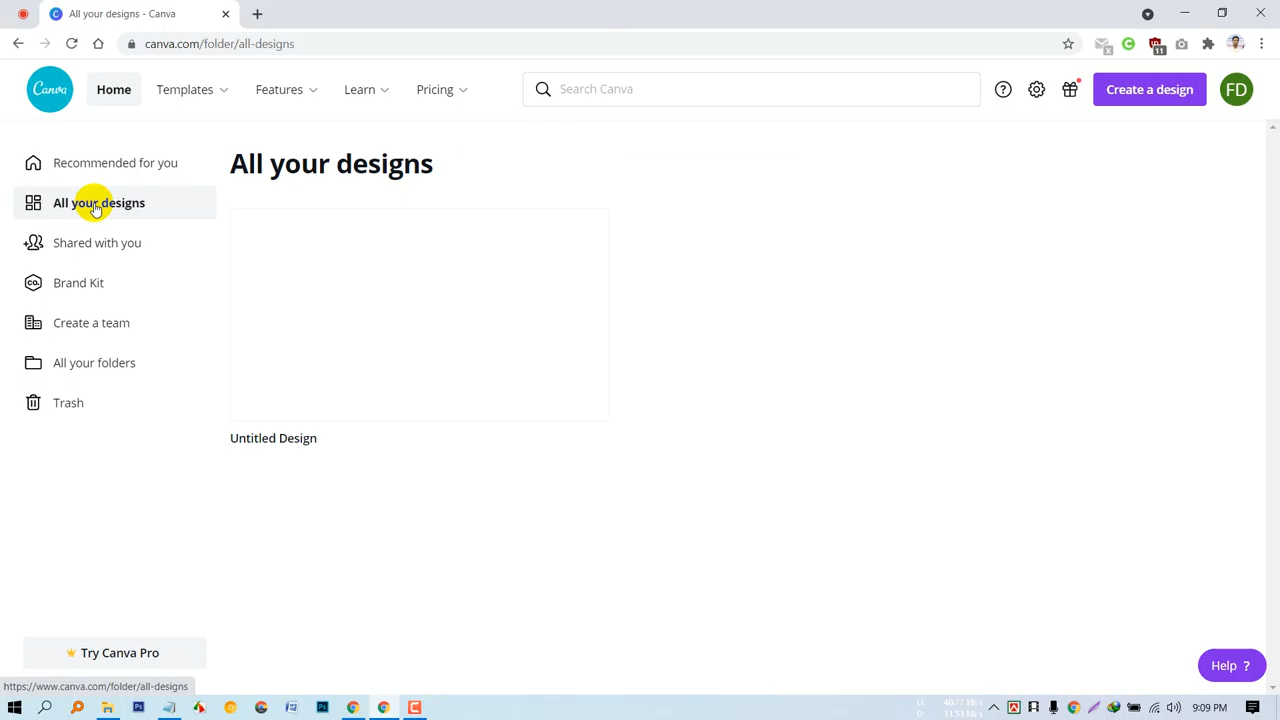 All your designs - Canva
canva.com/folder/all-designs
11
Canva
Home
Templates
Features
Learn
Pricing
Search Canva
Create a design
FD
Recommended for you
All your designs
Shared with you
Brand Kit
CO.
Create a team
All your folders
Trash
All your designs
Untitled Design
Try Canva Pro
Help ?
https://www.canva.com/folder/all-designs
U:
D:
9:09 PM